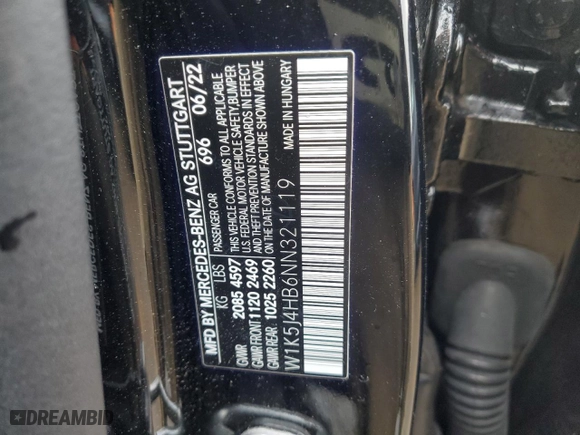 MFD BY MERCEDES-BENZ AG STUTTGART
696 06/22
KG LBS PASSENGER CAR
GVWR 2085 4597
GAWR FRONT 1120 2469
GAWR REAR 1025 2260
THIS VEHICLE CONFORMS TO ALL APPLICABLE
U.S. FEDERAL MOTOR VEHICLE SAFETY, BUMPER
AND THEFT PREVENTION STANDARDS IN EFFECT
ON THE DATE OF MANUFACTURE SHOWN ABOVE
MADE IN HUNGARY
W1K5J4HB6NN321119
DREAMBID